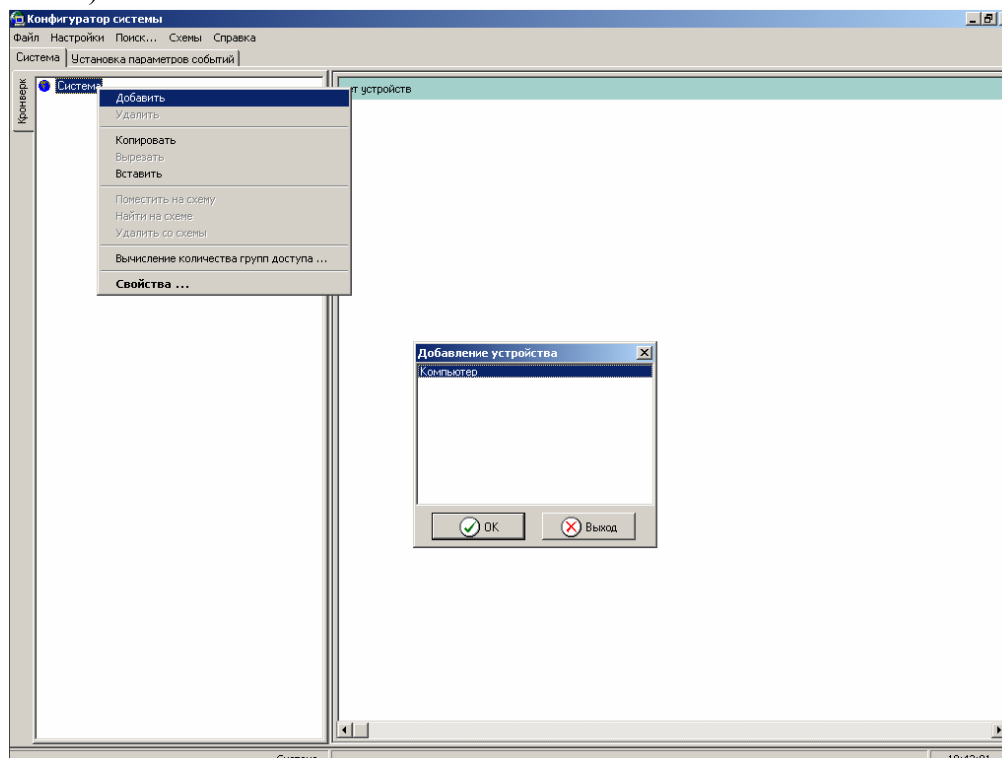 )
Конфигуратор системы
Файл Настройки Поиск... Схемы Справка
Система Установка параметров событий
Кронверк
Система
ет устройств
Добавить
Удалить
Копировать
Вырезать
Вставить
Поместить на схему
Найти на схеме
Удалить со схемы
Вычисление количества групп доступа ...
Свойства ...
Добавление устройства
Компьютер
OK
Выход
Система